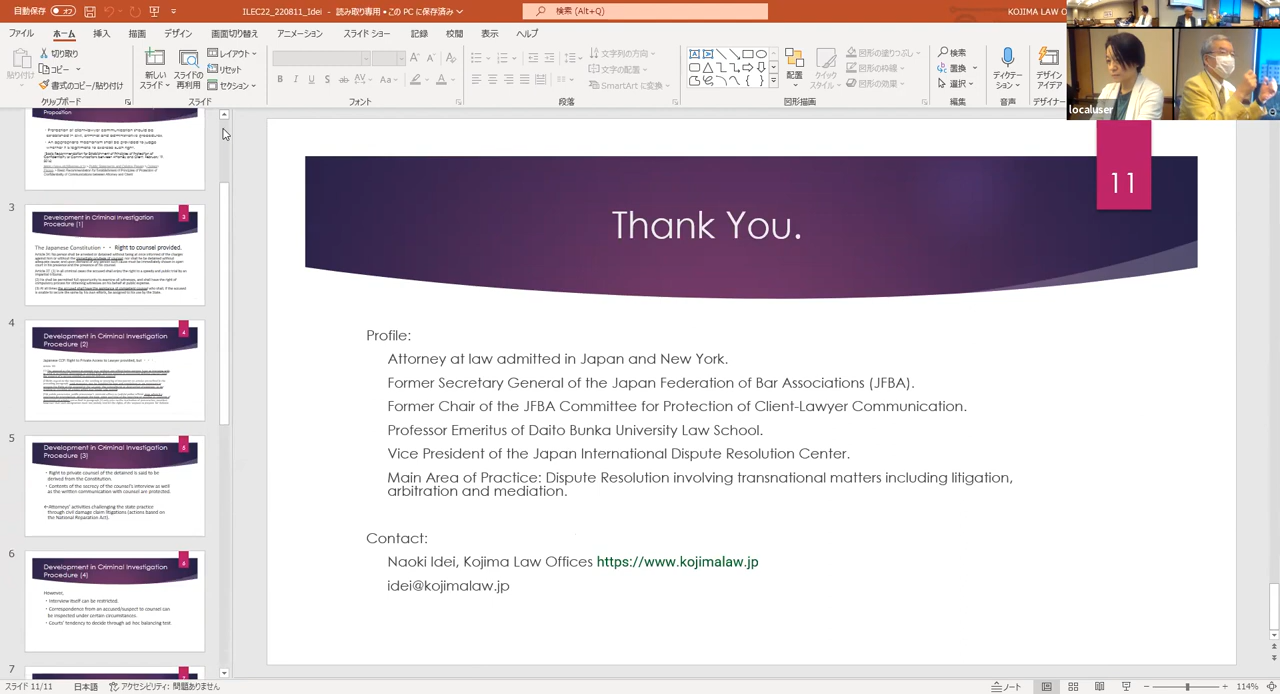 自動保存 オフ
ILEC22_220811_Idei - 読み取り専用 • この PC に保存済み
検索 (Alt+Q)
KOJIMA LAW O
ファイル ホーム 挿入 描画 デザイン 画面切り替え アニメーション スライドショー 記録 校閲 表示 ヘルプ
貼り付け
切り取り
コピー
書式のコピー/貼り付け
クリップボード
新しい
スライド
スライドの
再利用
レイアウト
リセット
セクション
スライド
B I U S ab AV Aa A
フォント
文字列の方向
文字の配置
SmartArt に変換
段落
配置
クイック
スタイル
図形の塗りつぶし
図形の枠線
図形の効果
図形描画
検索
置換
選択
編集
ディクテー
ション
音声
デザイン
アイデア
デザイナー
localuser
3
Development in Criminal Investigation
Procedure (1)
3
The Japanese Constitution・・ Right to counsel provided.
4
Development in Criminal Investigation
Procedure (2)
4
5
Development in Criminal Investigation
Procedure (3)
5
Right to private counsel of the detained is said to be
derived from the Constitution.
Contents of the secrecy of the counsel's interview as well
as the written communication with counsel are protected.
Attorneys' activities challenging the state practice
through civil damage claim litigations (actions based
on the National Reparation Act).
6
Development in Criminal Investigation
Procedure (4)
6
However,
Interview itself can be restricted.
Correspondence from an accused/suspect to counsel can
be inspected under certain circumstances.
Courts' tendency to decide through ad hoc balancing test
7
11
Thank You.
Profile:
Attorney at law admitted in Japan and New York.
Former Secretary General of the Japan Federation of Bar Associations (JFBA).
Former Chair of the JFBA Committee for Protection of Client-Lawyer Communication.
Professor Emeritus of Daito Bunka University Law School.
Vice President of the Japan International Dispute Resolution Center.
Main Area of Practice: Dispute Resolution involving transnational matters including litigation,
arbitration and mediation.
Contact:
Naoki Idei, Kojima Law Offices https://www.kojimalaw.jp
idei@kojimalaw.jp
スライド 11/11 日本語 アクセシビリティ: 問題ありません
ノート
114%